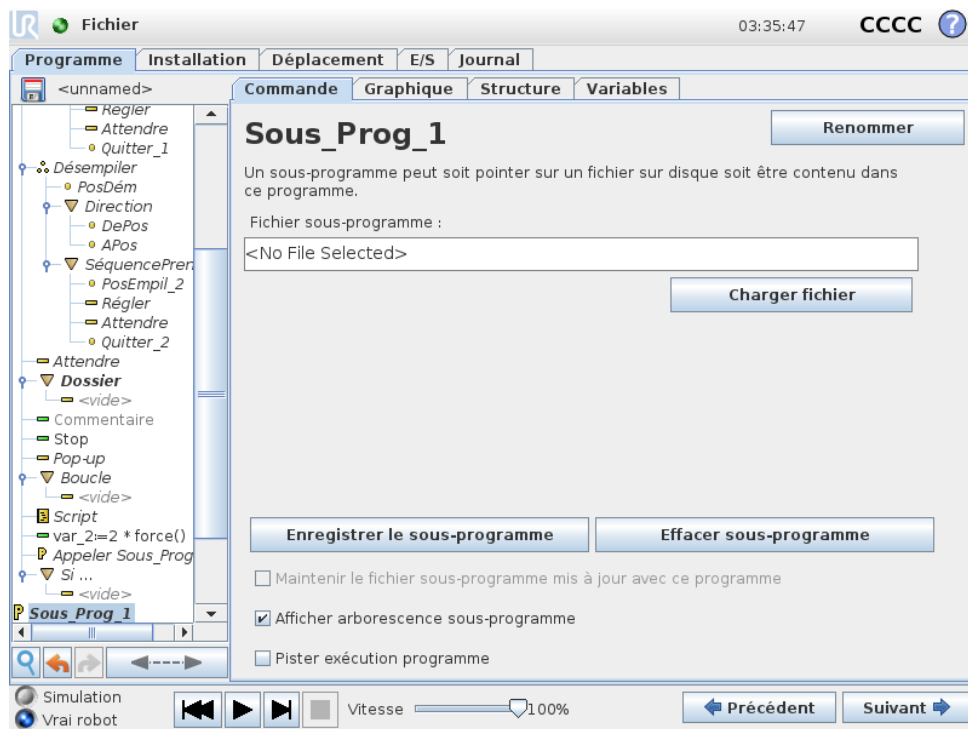 UR Fichier 03:35:47 CCCC ?
Programme Installation Déplacement E/S Journal
<unnamed>
Commande Graphique Structure Variables
Régler
Attendre
Quitter_1
Désempiler
PosDém
Direction
DePos
APos
SéquencePren
PosEmpil_2
Régler
Attendre
Quitter_2
Attendre
Dossier
<vide>
Commentaire
Stop
Pop-up
Boucle
<vide>
Script
var_2:=2 * force()
Appeler Sous_Prog
Si ...
<vide>
Sous_Prog_1
Sous_Prog_1
Renommer
Un sous-programme peut soit pointer sur un fichier sur disque soit être contenu dans
ce programme.
Fichier sous-programme :
<No File Selected>
Charger fichier
Enregistrer le sous-programme
Effacer sous-programme
Maintenir le fichier sous-programme mis à jour avec ce programme
Afficher arborescence sous-programme
Pister exécution programme
Simulation
Vrai robot
Vitesse 100%
Précédent
Suivant